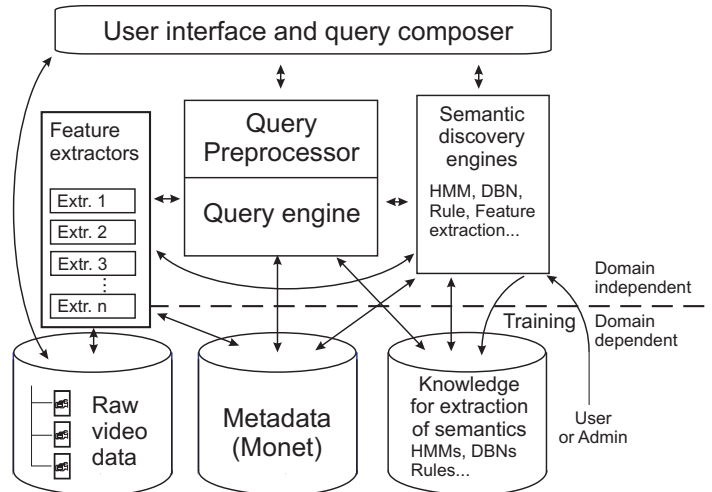 User interface and query composer
Feature
extractors
Extr. 1
Extr. 2
Extr. 3
Extr. n
Query
Preprocessor
Query engine
Semantic
discovery
engines
HMM, DBN,
Rule, Feature
extraction...
Domain
independent
Training
Domain
dependent
Raw
video
data
Metadata
(Monet)
Knowledge
for extraction
of semantics
HMMs, DBNs
Rules...
User
or Admin